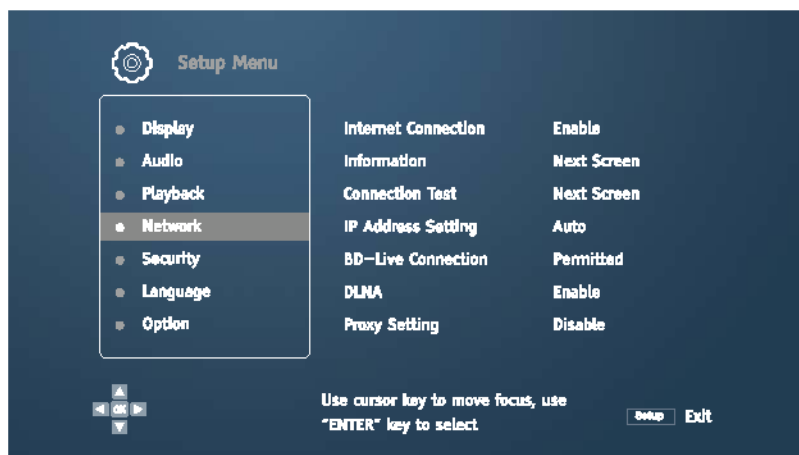 Setup Menu
Display
Audio
Playback
Network
Security
Language
Option
Internet Connection Enable
Information Next Screen
Connection Test Next Screen
IP Address Setting Auto
BD-Live Connection Permitted
DLNA Enable
Proxy Setting Disable
OK
Use cursor key to move focus, use
"ENTER" key to select
Setup Exit